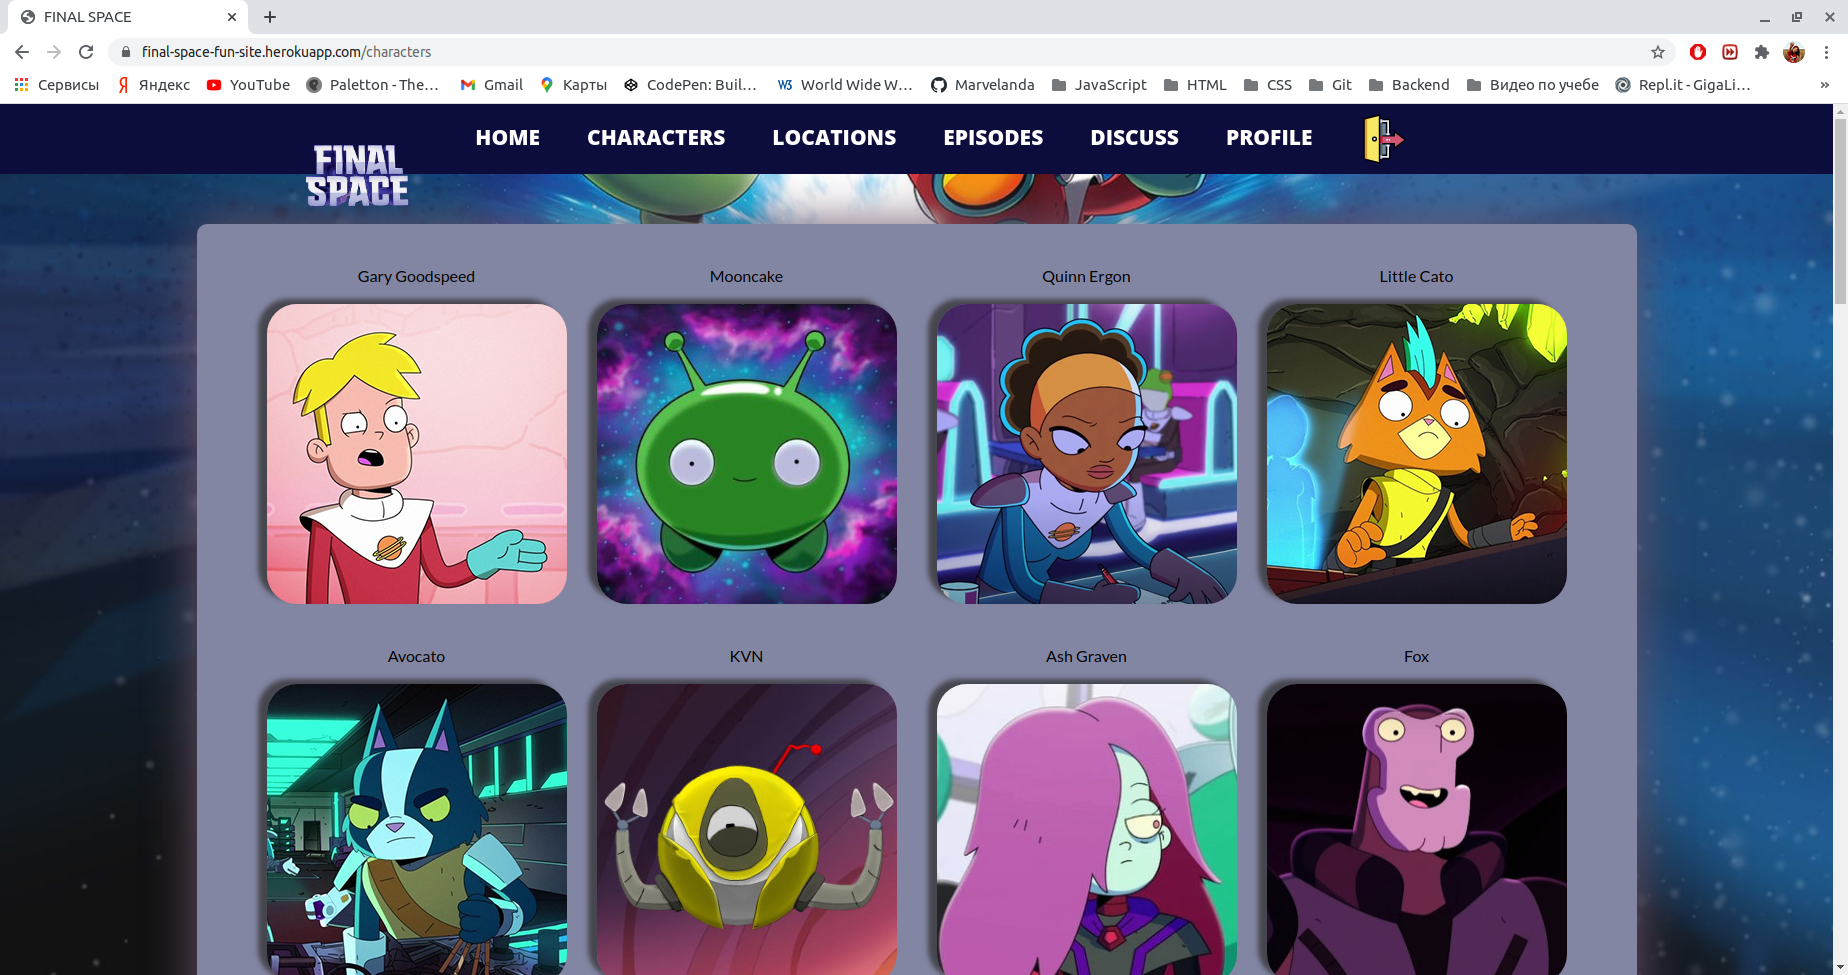 FINAL SPACE
final-space-fun-site.herokuapp.com/characters
Сервисы Яндекс YouTube Paletton - The... Gmail Карты CodePen: Buil... World Wide W... Marvelanda JavaScript HTML CSS Git Backend Видео по учебе Repl.it - GigaLi... »
HOME CHARACTERS LOCATIONS EPISODES DISCUSS PROFILE
FINAL
SPACE
Gary Goodspeed Mooncake Quinn Ergon Little Cato
Avocato KVN Ash Graven Fox